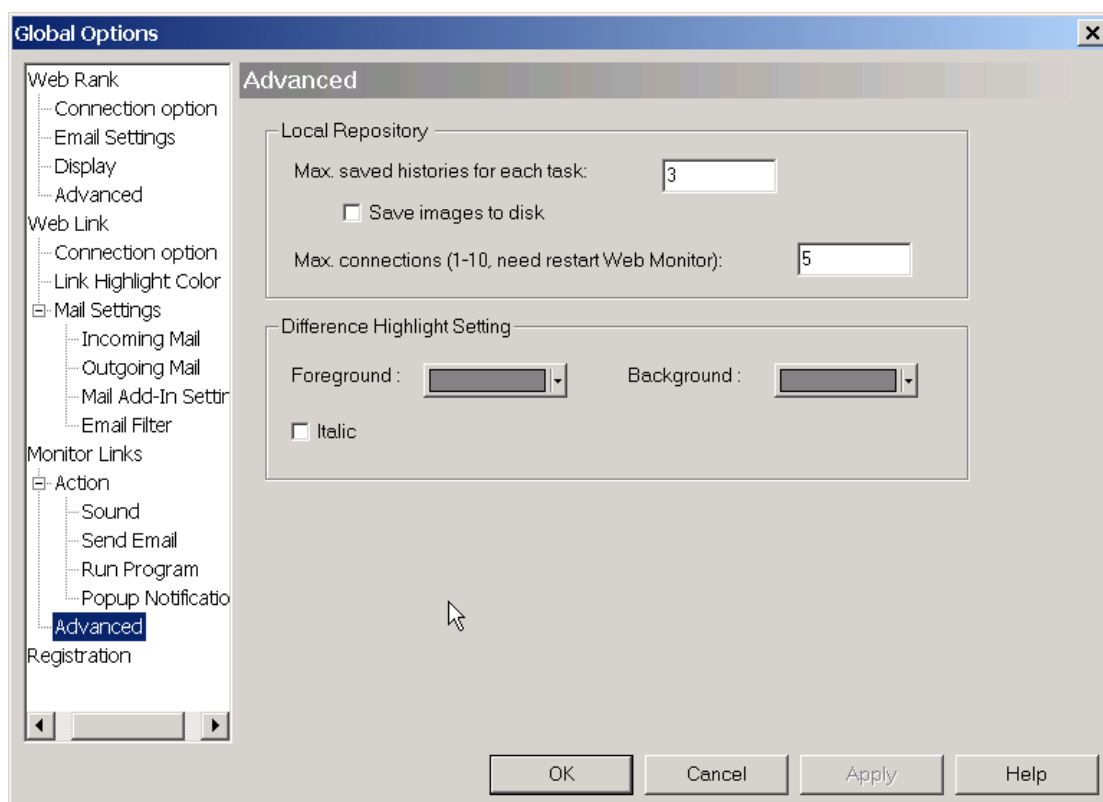 Global Options
Web Rank
Connection option
Email Settings
Display
Advanced
Web Link
Connection option
Link Highlight Color
Mail Settings
Incoming Mail
Outgoing Mail
Mail Add-In Settin
Email Filter
Monitor Links
Action
Sound
Send Email
Run Program
Popup Notificatio
Advanced
Registration
Advanced
Local Repository
Max. saved histories for each task: 3
Save images to disk
Max. connections (1-10, need restart Web Monitor): 5
Difference Highlight Setting
Foreground : Background :
Italic
OK Cancel Apply Help